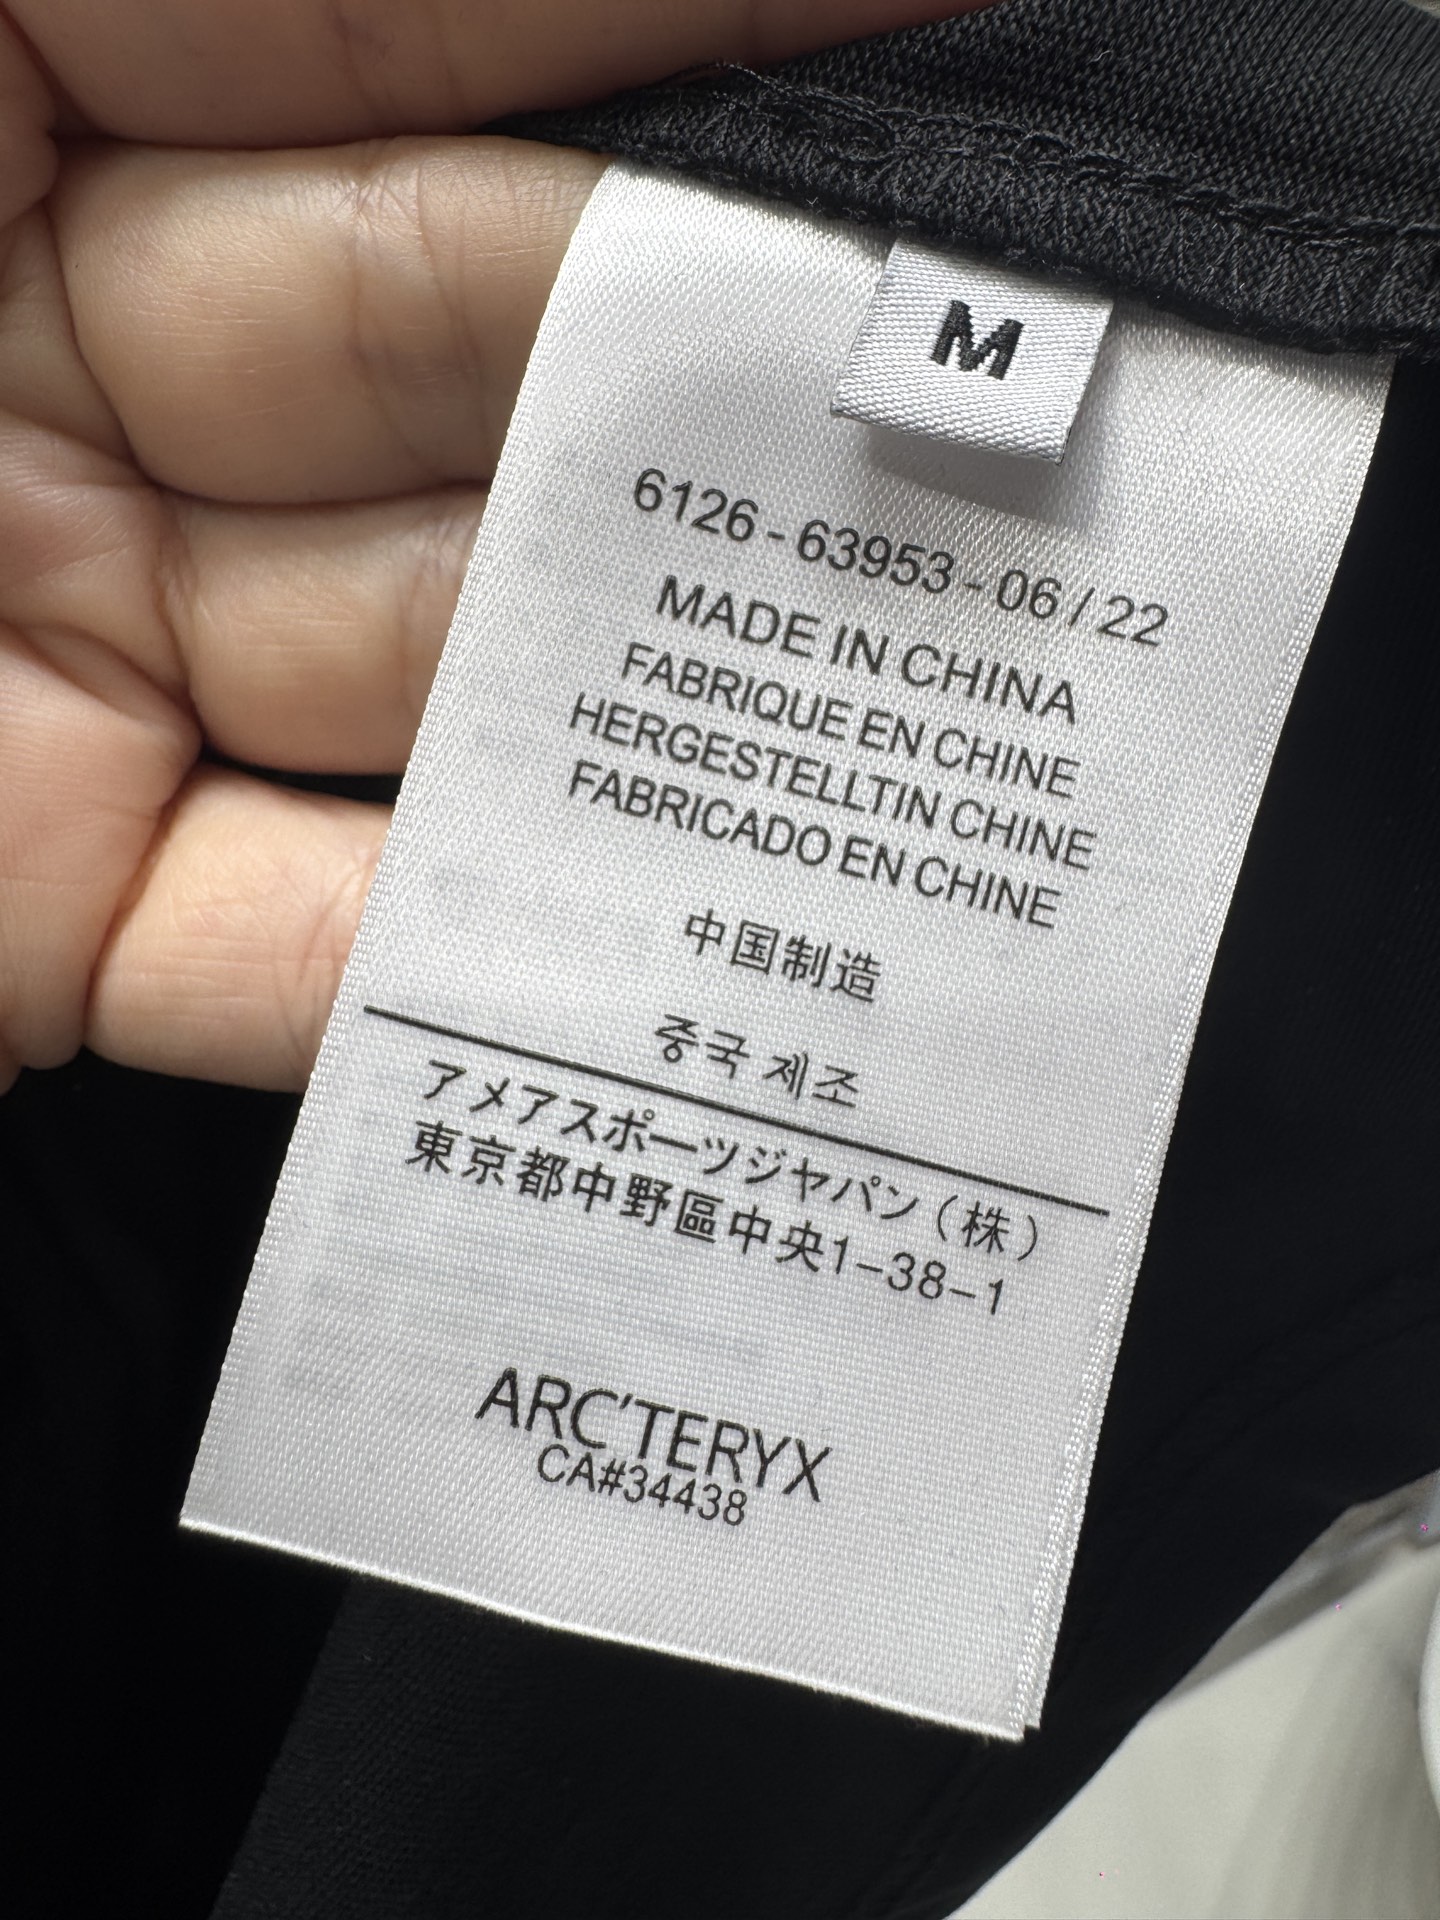 M
6126-63953-06/22
MADE IN CHINA
FABRIQUE EN CHINE
HERGESTELLTIN CHINE
FABRICADO EN CHINE
中国制造
중국 제조
アメアスポーツジャパン（株）
東京都中野區中央1-38-1
ARC'TERYX
CA#34438